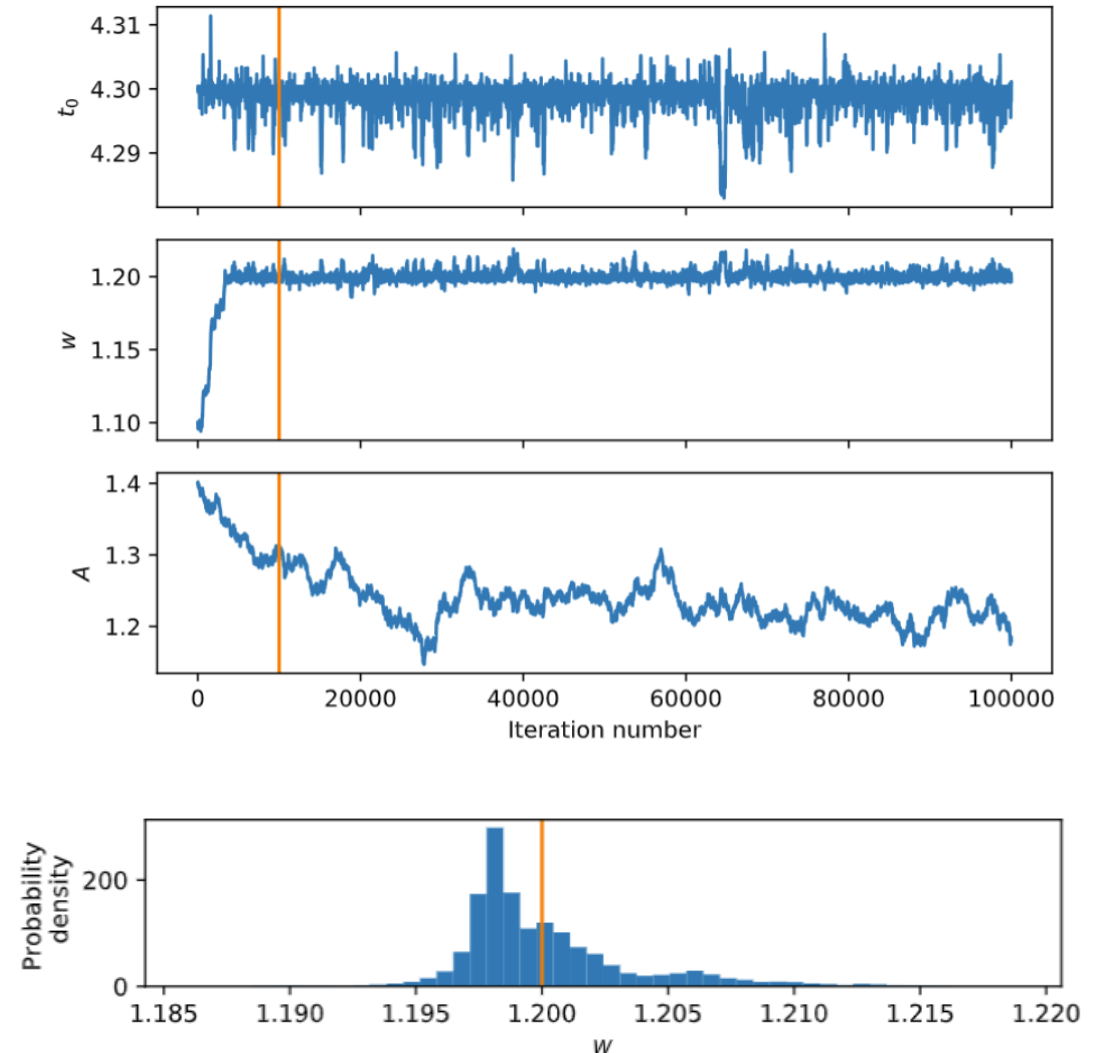 4.31
4.30
4.29
t₀
1.20
1.15
1.10
w
1.4
1.3
1.2
A
0 20000 40000 60000 80000 100000
Iteration number
Probability
density
200
0
1.185 1.190 1.195 1.200 1.205 1.210 1.215 1.220
w